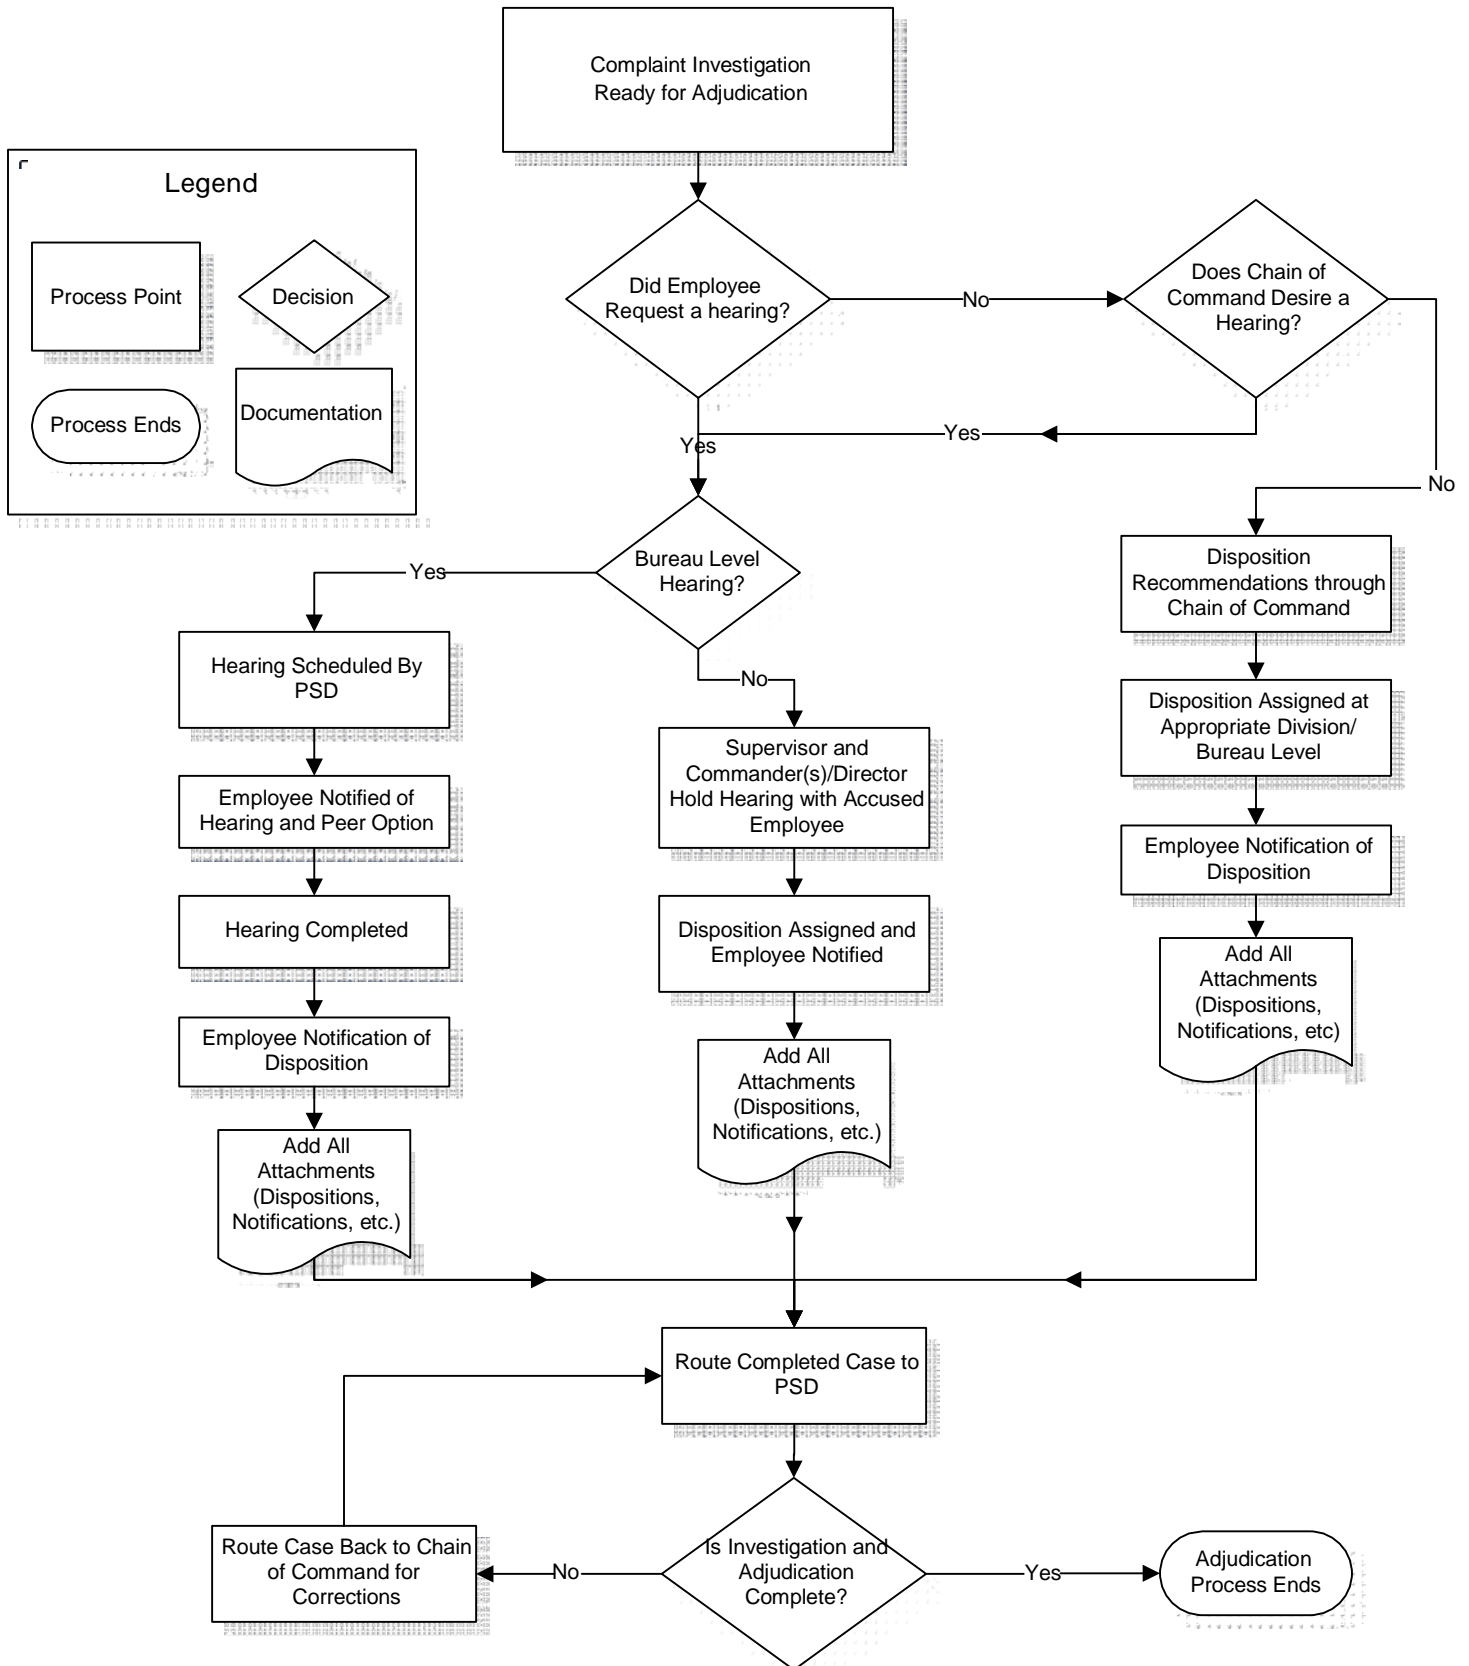 Complaint Investigation
Ready for Adjudication
Legend
Process Point
Decision
Process Ends
Documentation
Did Employee
Request a hearing?
No
Does Chain of
Command Desire a
Hearing?
Yes
Yes
No
Bureau Level
Hearing?
Yes
No
Disposition
Recommendations through
Chain of Command
Hearing Scheduled By
PSD
Disposition Assigned at
Appropriate Division/
Bureau Level
Supervisor and
Commander(s)/Director
Hold Hearing with Accused
Employee
Employee Notified of
Hearing and Peer Option
Employee Notification of
Disposition
Hearing Completed
Disposition Assigned and
Employee Notified
Add All
Attachments
(Dispositions,
Notifications, etc)
Employee Notification of
Disposition
Add All
Attachments
(Dispositions,
Notifications, etc.)
Add All
Attachments
(Dispositions,
Notifications, etc.)
Route Completed Case to
PSD
Route Case Back to Chain
of Command for
Corrections
No
Is Investigation and
Adjudication
Complete?
Yes
Adjudication
Process Ends